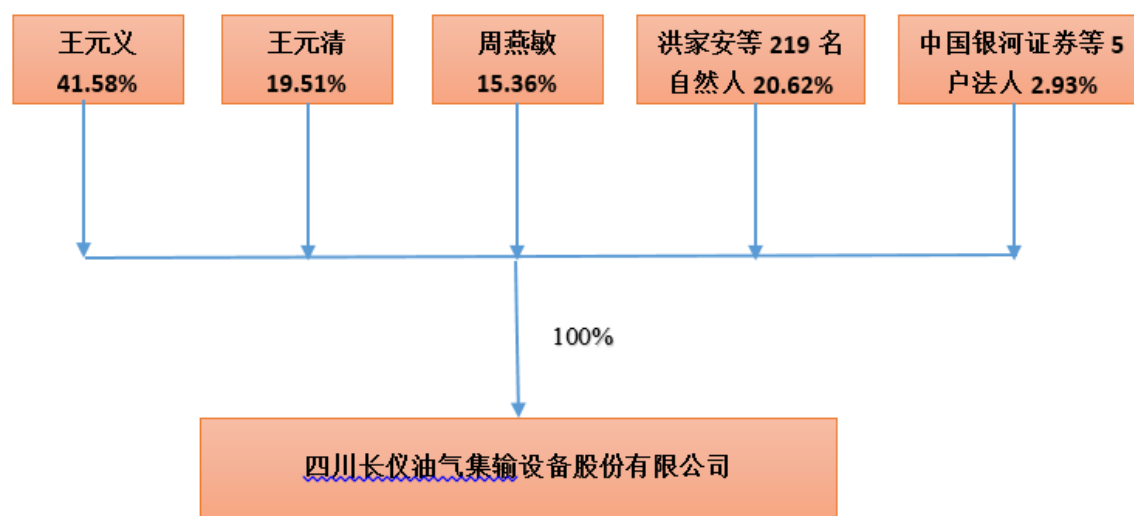 王元义
41.58%
王元清
19.51%
周燕敏
15.36%
洪家安等 219 名
自然人 20.62%
中国银河证券等 5
户法人 2.93%
100%
四川长仪油气集输设备股份有限公司